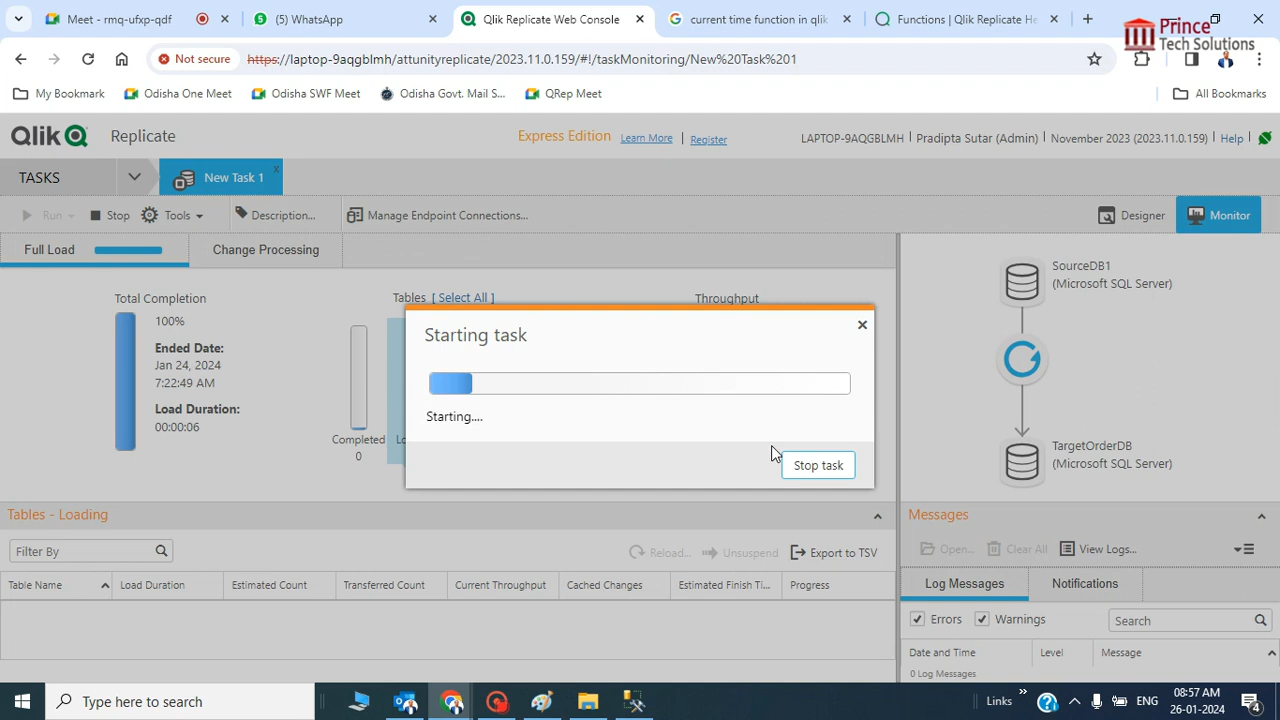 Meet - rmq-ufxp-qdf
(5) WhatsApp
Qlik Replicate Web Console
current time function in qlik
Functions | Qlik Replicate He
Prince
Tech Solutions
Not secure
https://laptop-9aqgblmh/attunityreplicate/2023.11.0.159/#!/taskMonitoring/New%20Task%201
My Bookmark
Odisha One Meet
Odisha SWF Meet
Odisha Govt. Mail S...
QRep Meet
All Bookmarks
Qlik
Replicate
Express Edition
Learn More
|
Register
LAPTOP-9AQGBLMH | Pradipta Sutar (Admin) | November 2023 (2023.11.0.159) | Help
TASKS
New Task 1
Run
Stop
Tools
Description...
Manage Endpoint Connections...
Designer
Monitor
Full Load
Change Processing
Total Completion
100%
Ended Date:
Jan 24, 2024
7:22:49 AM
Load Duration:
00:00:06
Tables [ Select All ]
Throughput
Completed
0
Starting task
Starting....
Stop task
SourceDB1
(Microsoft SQL Server)
TargetOrderDB
(Microsoft SQL Server)
Tables - Loading
Filter By
Reload...
Unsuspend
Export to TSV
Table Name
Load Duration
Estimated Count
Transferred Count
Current Throughput
Cached Changes
Estimated Finish Ti...
Progress
Messages
Open...
Clear All
View Logs...
Log Messages
Notifications
Errors
Warnings
Search
Date and Time
Level
Message
0 Log Messages
Type here to search
Links
ENG
08:57 AM
26-01-2024
4